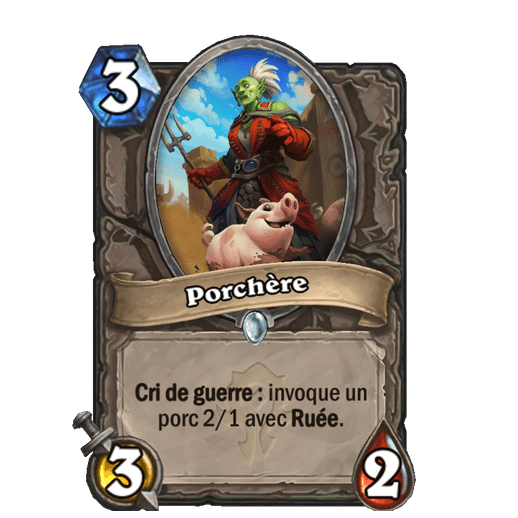 3
Porchère
Cri de guerre : invoque un
porc 2/1 avec Ruée.
3
2